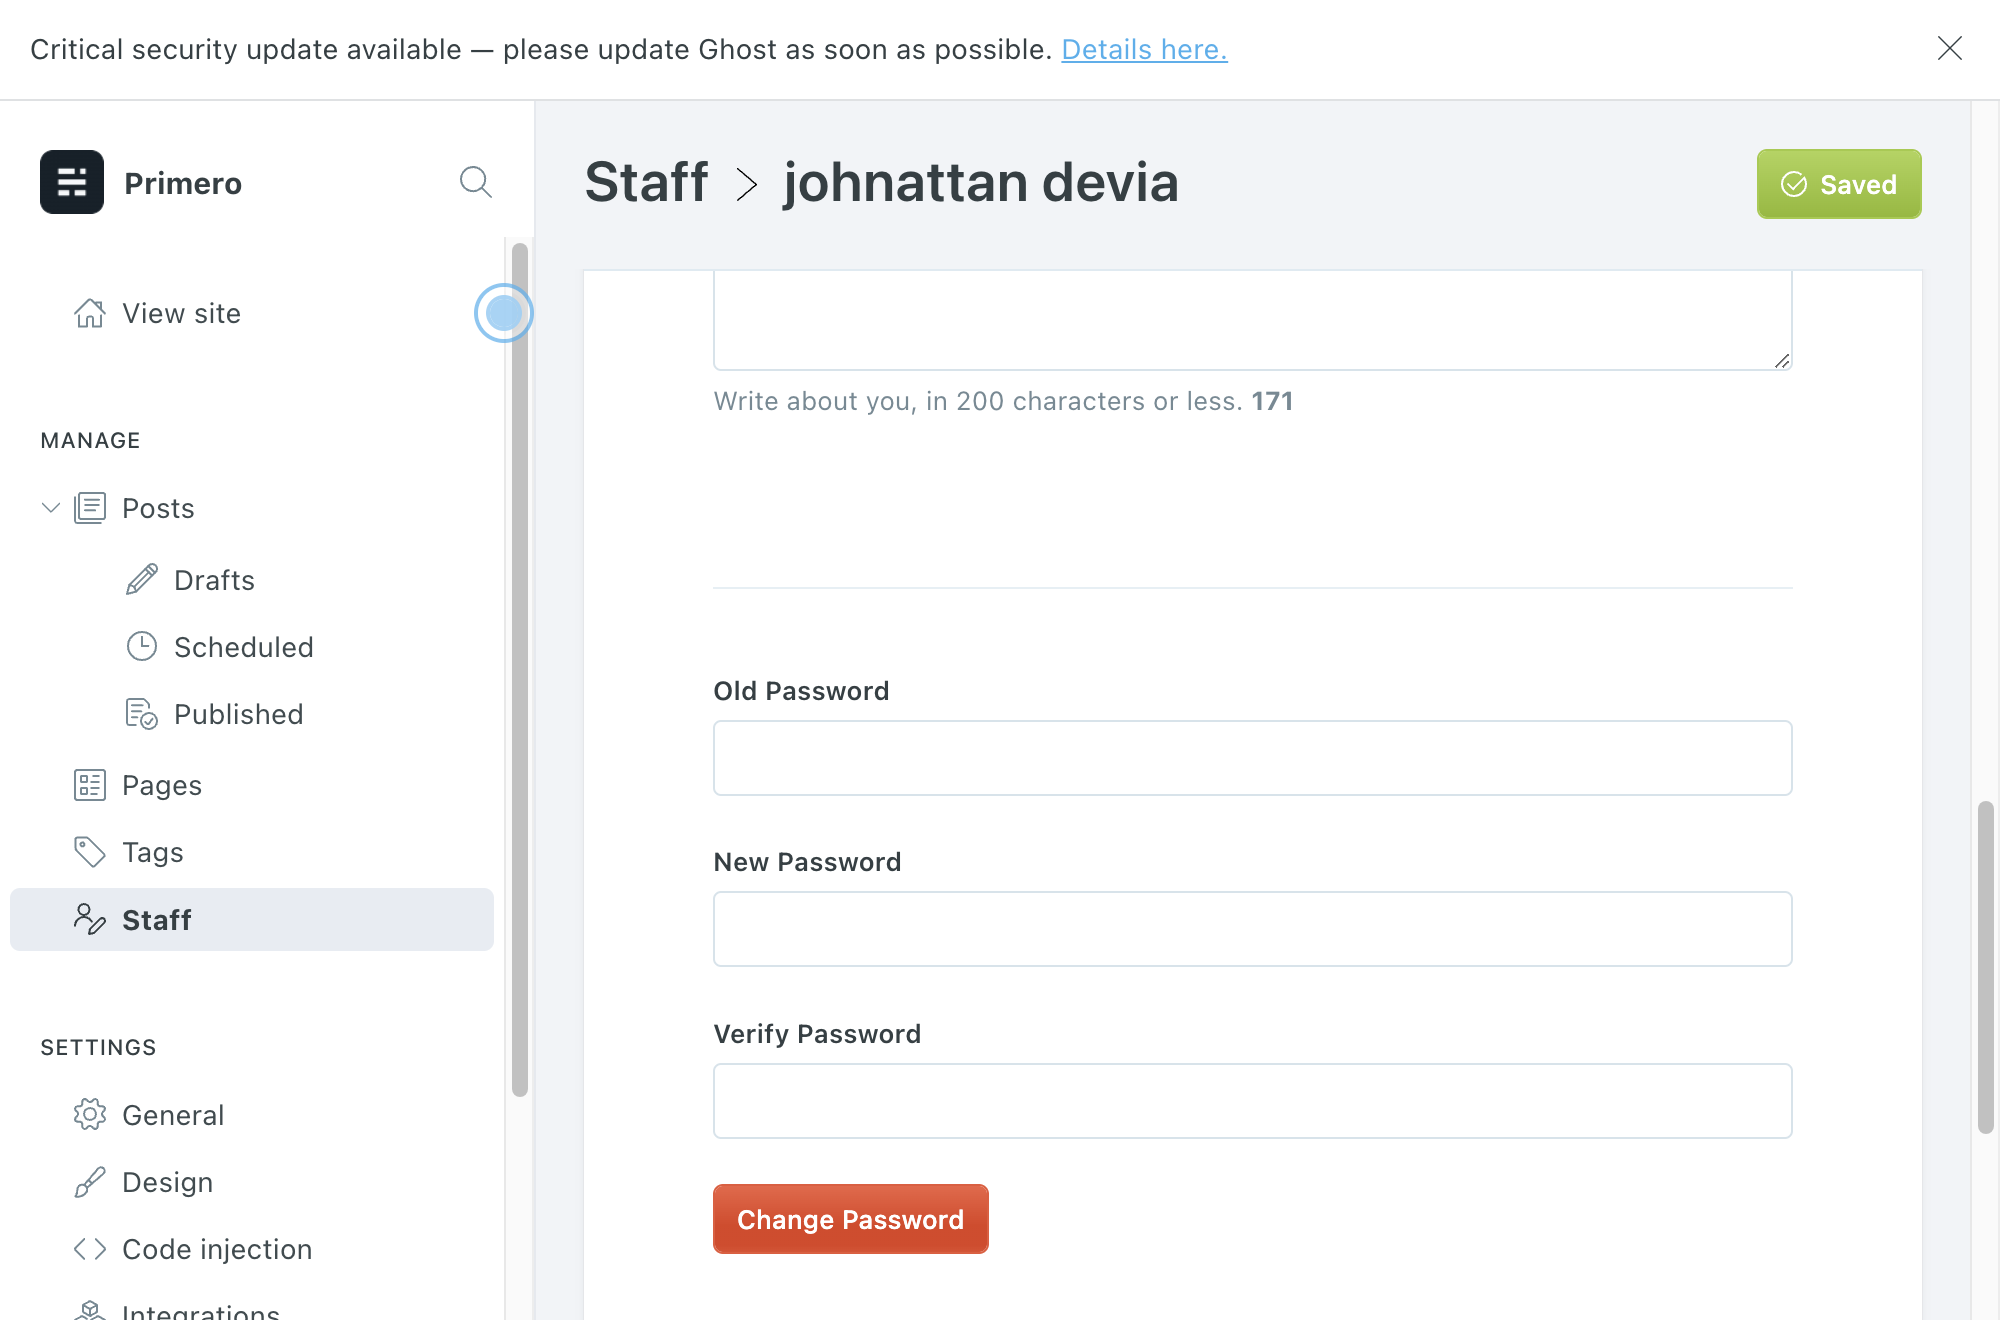 Critical security update available — please update Ghost as soon as possible. Details here.
Primero
View site
MANAGE
Posts
Drafts
Scheduled
Published
Pages
Tags
Staff
SETTINGS
General
Design
Code injection
Integrations
Staff > johnattan devia
Saved
Write about you, in 200 characters or less. 171
Old Password
New Password
Verify Password
Change Password